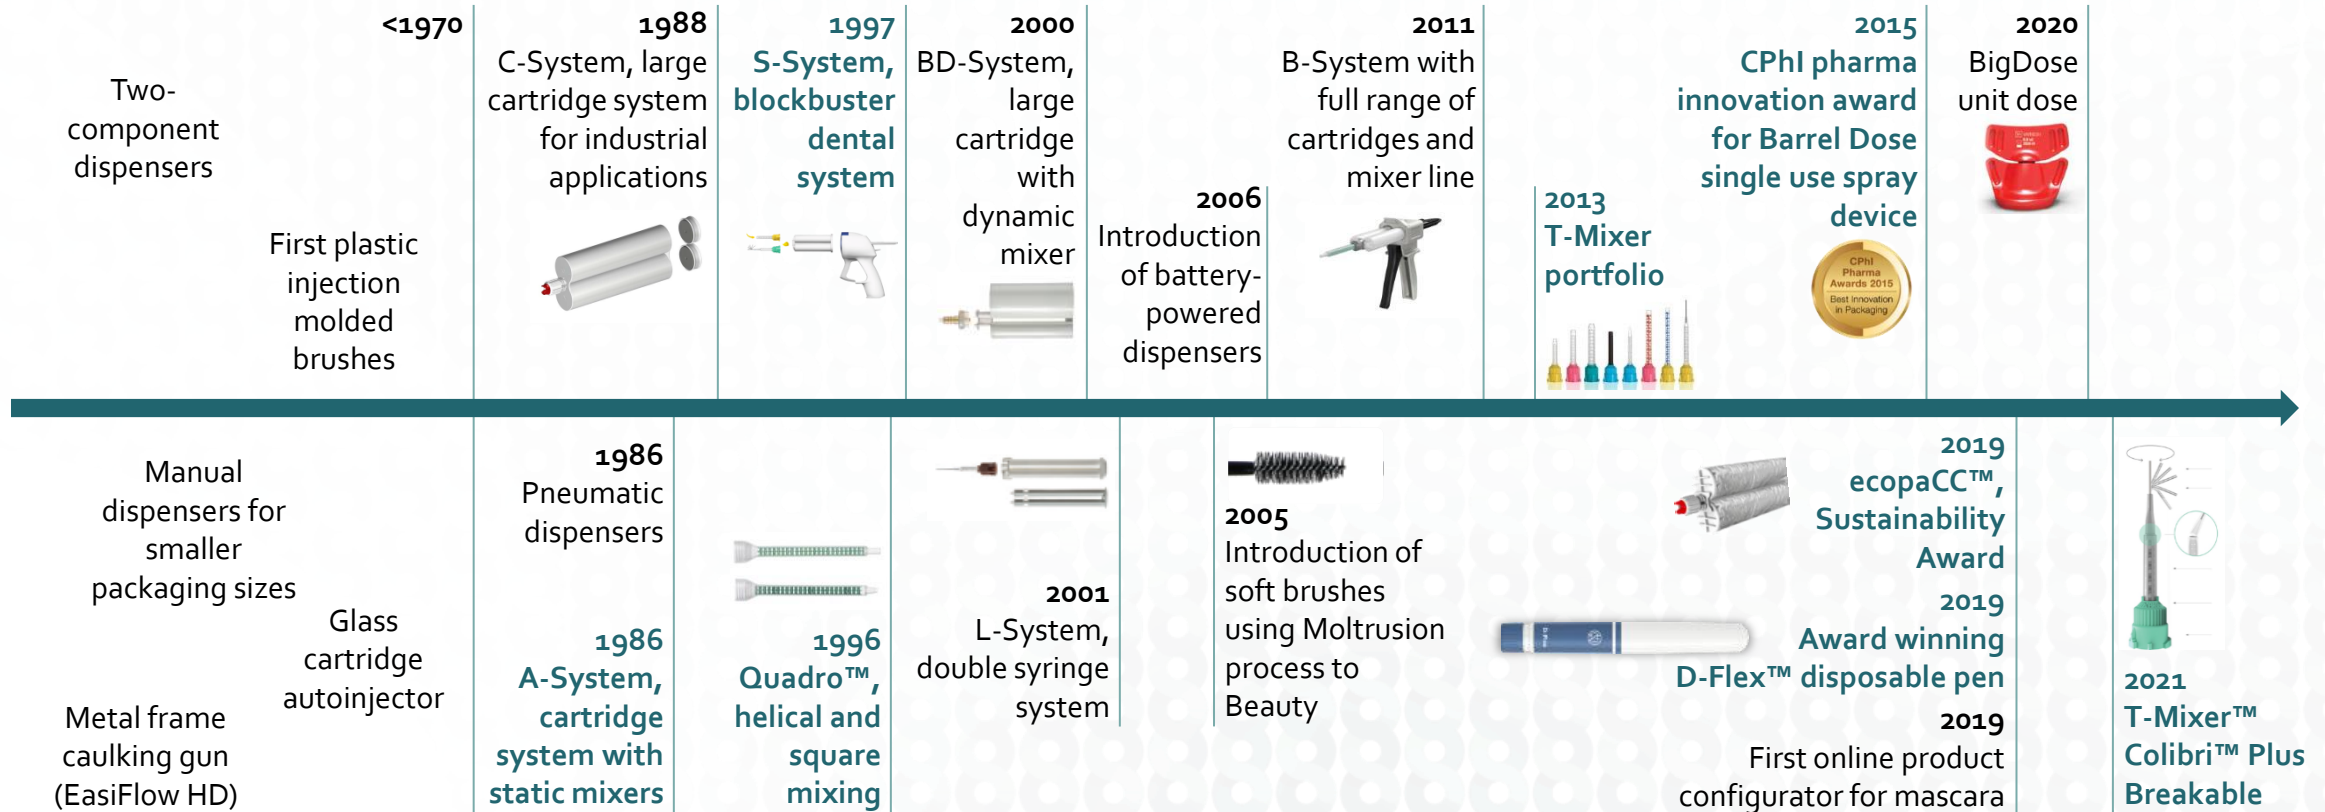 <1970
Two-
component
dispensers
First plastic
injection
molded
brushes
1988
C-System, large
cartridge system
for industrial
applications
1997
S-System,
blockbuster
dental
system
2000
BD-System,
large
cartridge
with
dynamic
mixer
2006
Introduction
of battery-
powered
dispensers
2011
B-System with
full range of
cartridges and
mixer line
2013
T-Mixer
portfolio
2015
CPhI pharma
innovation award
for Barrel Dose
single use spray
device
CPhI
Pharma
Awards 2015
Best Innovation
in Packaging
2020
BigDose
unit dose
Manual
dispensers for
smaller
packaging sizes
Glass
cartridge
autoinjector
Metal frame
caulking gun
(EasiFlow HD)
1986
Pneumatic
dispensers
1986
A-System,
cartridge
system with
static mixers
1996
Quadro™,
helical and
square
mixing
2001
L-System,
double syringe
system
2005
Introduction of
soft brushes
using Moltrusion
process to
Beauty
2019
ecopaCC™,
Sustainability
Award
2019
Award winning
D-Flex™ disposable pen
2019
First online product
configurator for mascara
2021
T-Mixer™
Colibri™ Plus
Breakable